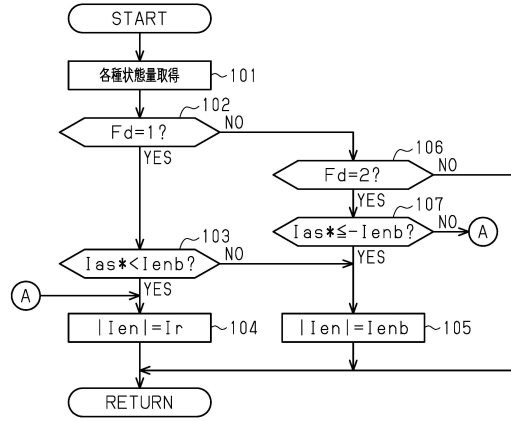 START
各種状態量取得
101
102
Fd=1?
NO
YES
106
Fd=2?
NO
YES
107
Ias*≦-Ienb?
NO
A
YES
103
Ias*<Ienb?
NO
YES
A
|Ien|=Ir
104
|Ien|=Ienb
105
RETURN